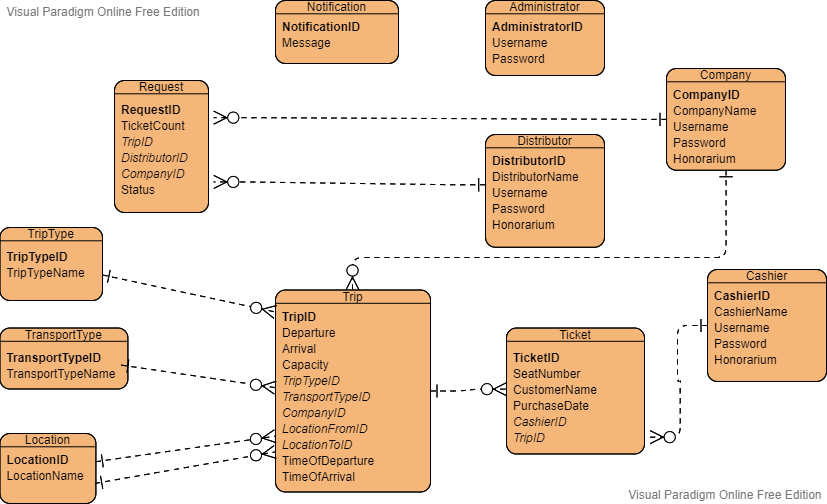 Visual Paradigm Online Free Edition
Notification
NotificationID
Message
Administrator
AdministratorID
Username
Password
Request
RequestID
TicketCount
TripID
DistributorID
CompanyID
Status
Company
CompanyID
CompanyName
Username
Password
Honorarium
Distributor
DistributorID
DistributorName
Username
Password
Honorarium
TripType
TripTypeID
TripTypeName
Cashier
CashierID
CashierName
Username
Password
Honorarium
Trip
TripID
Departure
Arrival
Capacity
TripTypeID
TransportTypeID
CompanyID
LocationFromID
LocationToID
TimeOfDeparture
TimeOfArrival
TransportType
TransportTypeID
TransportTypeName
Ticket
TicketID
SeatNumber
CustomerName
PurchaseDate
CashierID
TripID
Location
LocationID
LocationName
Visual Paradigm Online Free Edition